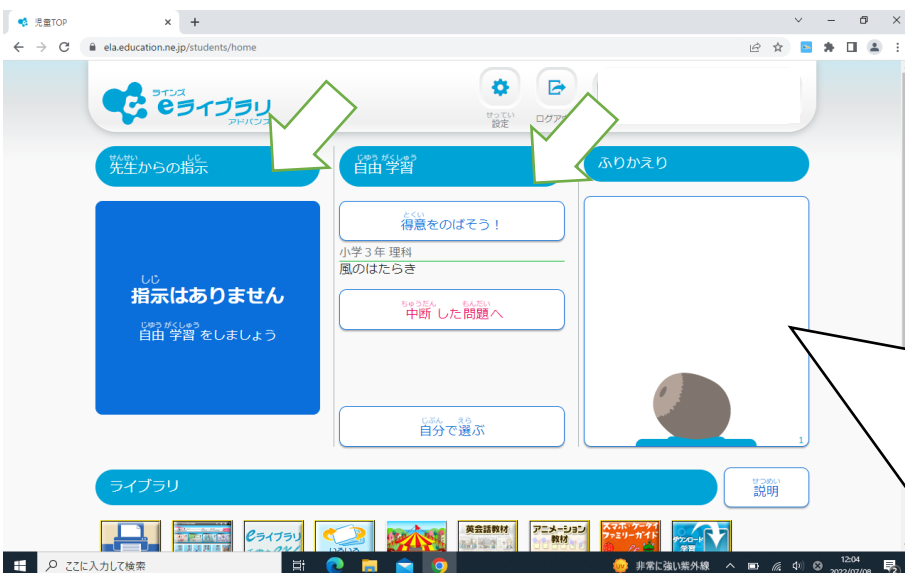 児童TOP
ela.education.ne.jp/students/home
ラインズ
eライブラリ
アドバンス
せってい
設定
ログア
せんせい しじ
先生からの指示
じゆう がくしゅう
自由 学習
ふりかえり
しじ
指示はありません
じゆう がくしゅう
自由 学習 をしましょう
とくい
得意をのばそう！
小学３年 理科
風のはたらき
ちゅうだん もんだい
中断 した 問題へ
じぶん えら
自分で選ぶ
1
ライブラリ
せつめい
説明
eライブラリ
いろいろ
英会話教材
アニメーション
教材
スマホ・ケータイ
ファミリーガイド
ダウンロード
学習
ここに入力して検索
UV
非常に強い紫外線
12:04
2022/07/08
2